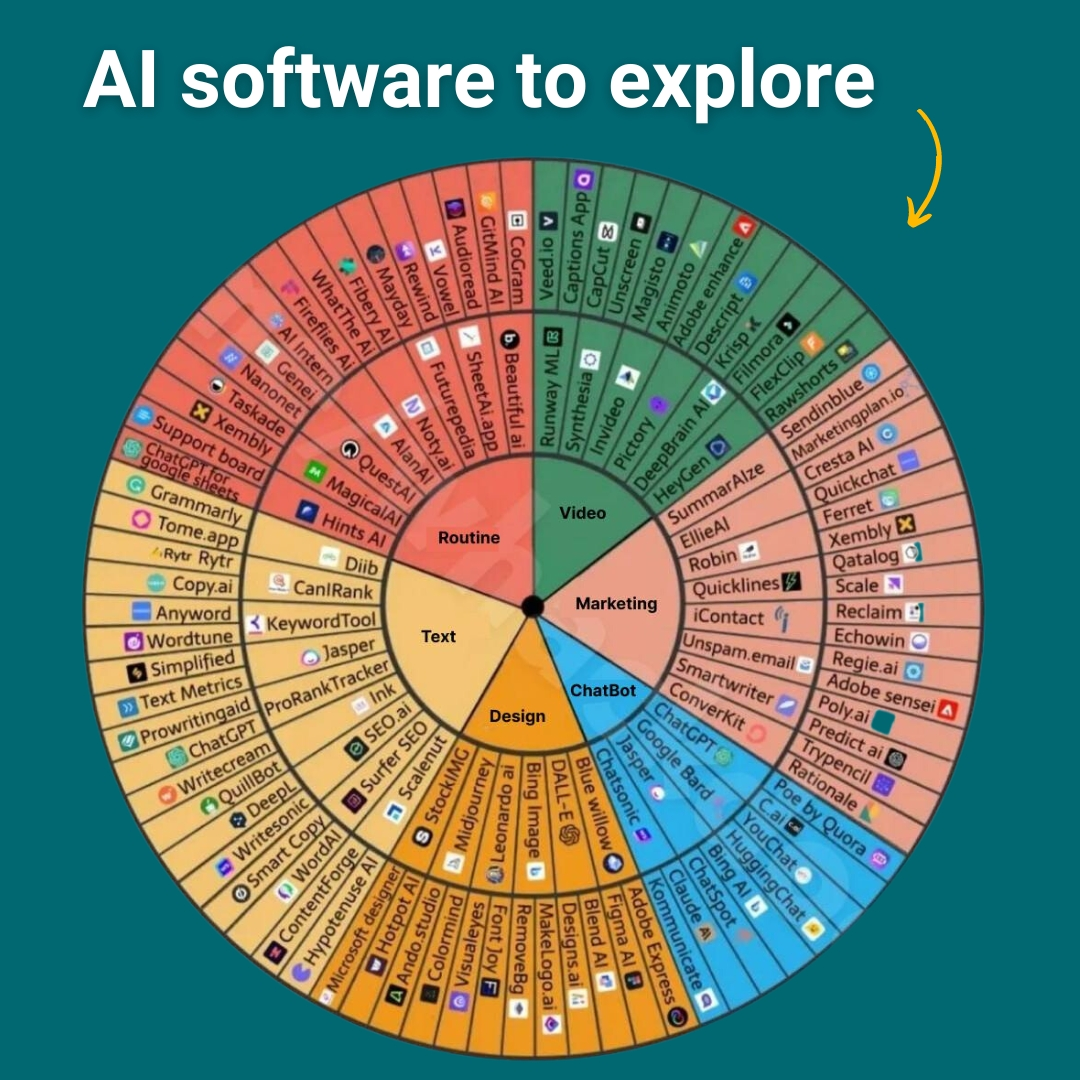 AI software to explore
Video
Marketing
ChatBot
Design
Text
Routine
Runway ML
Synthesia
Invideo
Pictory
DeepBrain AI
HeyGen
SummarAIze
EllieAI
Robin
Quicklines
iContact
Unspam.email
Smartwriter
ConverKit
ChatGPT
Google Bard
Jasper
Chatsonic
Blue willow
DALL-E
Bing Image
Leonardo ai
Midjourney
StockIMG
Scalenut
Surfer SEO
SEO.ai
Ink
ProRankTracker
Jasper
KeywordTool
CanIRank
Diib
Hints AI
MagicalAI
QuestAI
AlanAI
Noty.ai
Futurepedia
SheetAi.app
Beautiful ai
Veed.io
Captions App
CapCut
Unscreen
Magisto
Animoto
Adobe enhance
Descript
Krisp
Filmora
FlexClip
Rawshorts
Sendinblue
Marketingplan.io
Cresta AI
Quickchat
Ferret
Xembly
Qatalog
Scale
Reclaim
Echowin
Regie.ai
Adobe sensei
Poly.ai
Predict ai
Trypencil
Rationale
Poe by Quora
C.ai
YouChat
HuggingChat
Bing AI
ChatSpot
Claude
Kommunicate
Adobe Express
Figma AI
Blend AI
Designs.ai
MakeLogo.ai
RemoveBg
Font Joy
Visualeyes
Colormind
Ando.studio
Hotpot AI
Microsoft designer
Hypotenuse AI
ContentForge
WordAI
Smart Copy
Writesonic
DeepL
QuillBot
Writecream
ChatGPT
Prowritingaid
Text Metrics
Simplified
Wordtune
Anyword
Copy.ai
Rytr Rytr
Tome.app
Grammarly
ChatGPT for
google sheets
Support board
Xembly
Taskade
Nanonet
Genei
AI Intern
Fireflies Ai
WhatThe Ai
Fibery AI
Mayday
Rewind
Vowel
Audioread
GitMind AI
CoGram